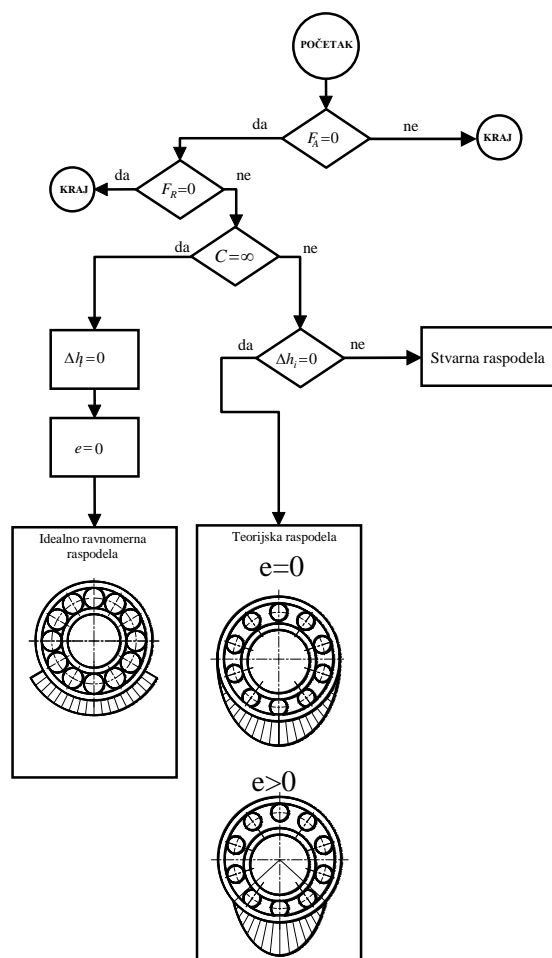 POČETAK
da
F_A=0
ne
KRAJ
KRAJ
da
F_R=0
ne
da
C=∞
ne
Δh_i=0
da
Δh_i=0
ne
Stvarna raspodela
e=0
Idealno ravnomerna
raspodela
Teorijska raspodela
e=0
e>0